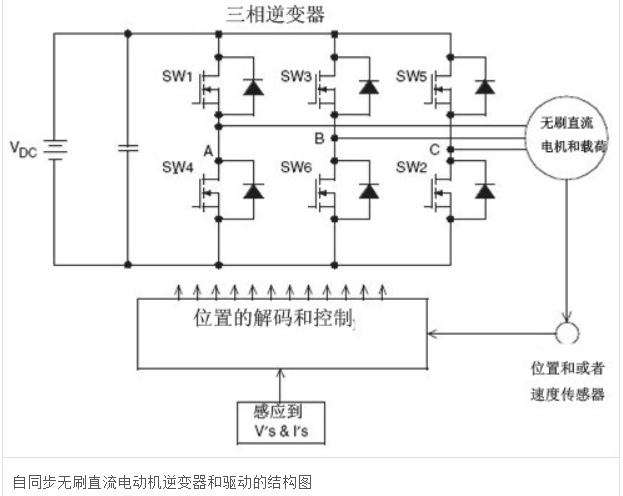 三相逆变器
SW1
SW3
SW5
V_DC
A
B
C
无刷直流
电机和载荷
SW4
SW6
SW2
位置的解码和控制
位置和或者
速度传感器
感应到
V's & I's
自同步无刷直流电动机逆变器和驱动的结构图